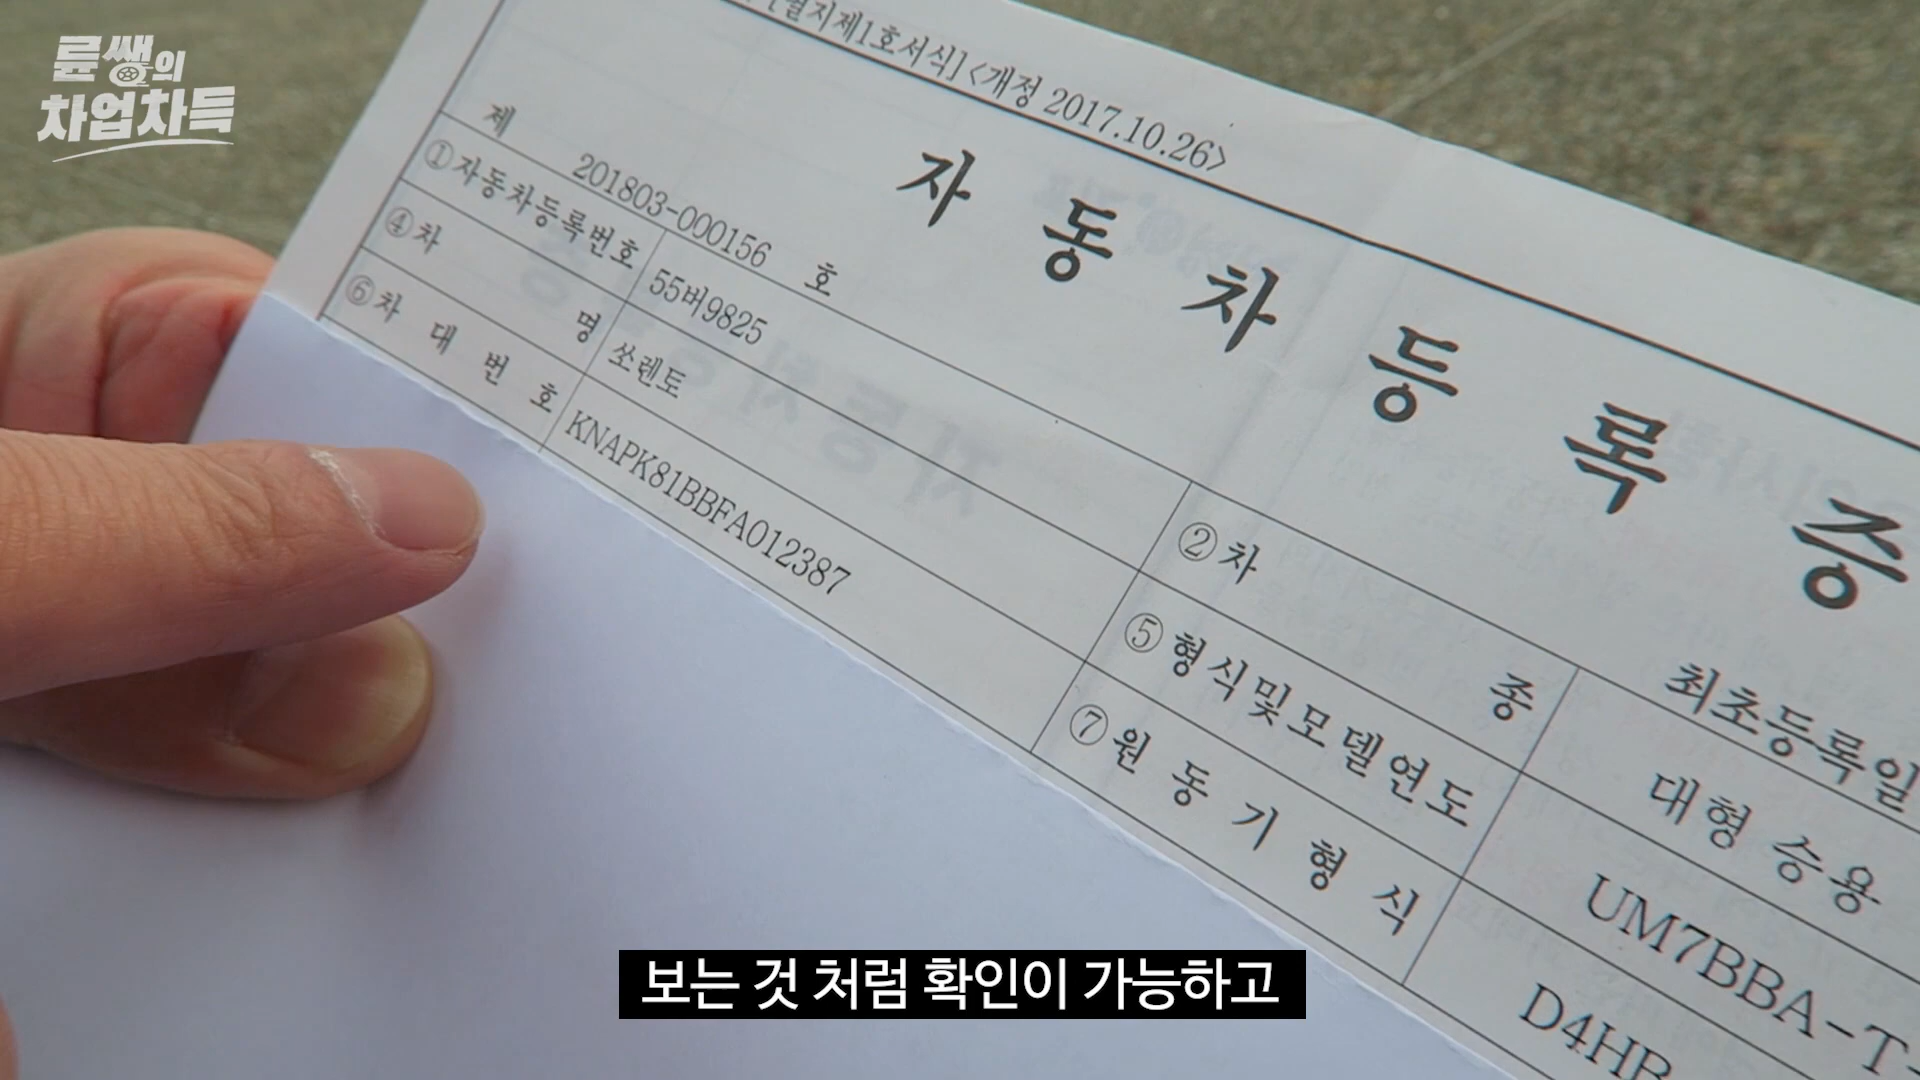 륜쌤의
차업차득
별지제1호서식] <개정 2017.10.26>
자 동 차 등 록 증
제 201803-000156 호
최초등록일
①자동차등록번호 55버9825 ②차 종 대형 승용
④차 명 쏘렌토 ⑤형식및모델연도 UM7BBA-T-
⑥차 대 번 호 KNAPK81BBFA012387 ⑦원 동 기 형 식 D4HB
보는 것 처럼 확인이 가능하고